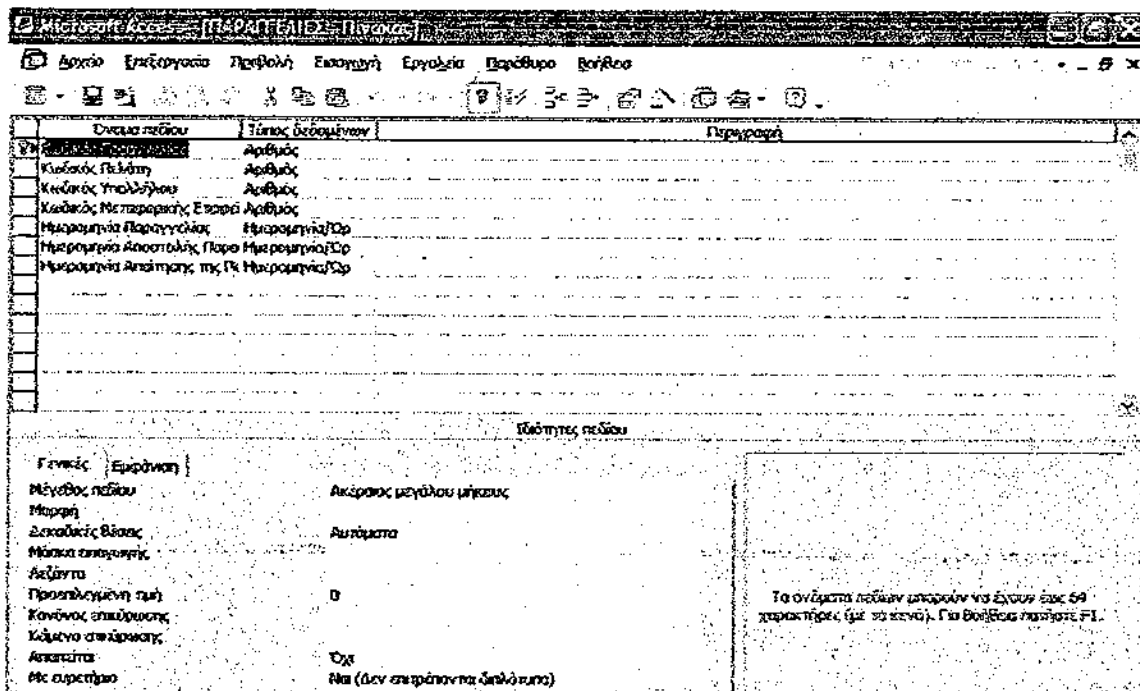 Microsoft Access - [ΠΑΡΑΓΓΕΛΙΕΣ : Πίνακας]
Αρχείο Επεξεργασία Προβολή Εισαγωγή Εργαλεία Παράθυρο Βοήθεια
Όνομα πεδίου Τύπος δεδομένων Περιγραφή
Κωδικός Παραγγελίας Αριθμός
Κωδικός Πελάτη Αριθμός
Κωδικός Υπαλλήλου Αριθμός
Κωδικός Μεταφορικής Εταιρεί Αριθμός
Ημερομηνία Παραγγελίας Ημερομηνία/Ώρ
Ημερομηνία Αποστολής Παρα Ημερομηνία/Ώρ
Ημερομηνία Απαίτησης της Πα Ημερομηνία/Ώρ
Ιδιότητες πεδίου
Γενικές Εμφάνιση
Μέγεθος πεδίου Ακέραιος μεγάλου μήκους
Μορφή
Δεκαδικές θέσεις Αυτόματα
Μάσκα εισαγωγής
Λεζάντα
Προεπιλεγμένη τιμή 0
Κανόνας επικύρωσης
Κείμενο επικύρωσης
Απαιτείται Όχι
Με ευρετήριο Ναι (Δεν επιτρέπονται διπλότυπα)
Τα ονόματα πεδίων μπορούν να έχουν έως 64
χαρακτήρες (με τα κενά). Για βοήθεια πατήστε F1.